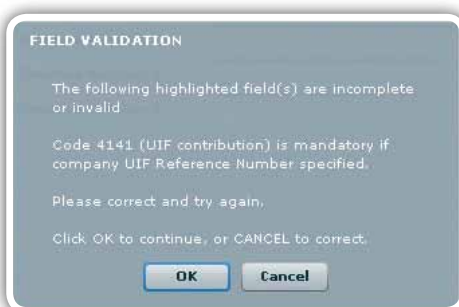 FIELD VALIDATION
The following highlighted field(s) are incomplete
or invalid
Code 4141 (UIF contribution) is mandatory if
company UIF Reference Number specified.
Please correct and try again.
Click OK to continue, or CANCEL to correct.
OK Cancel